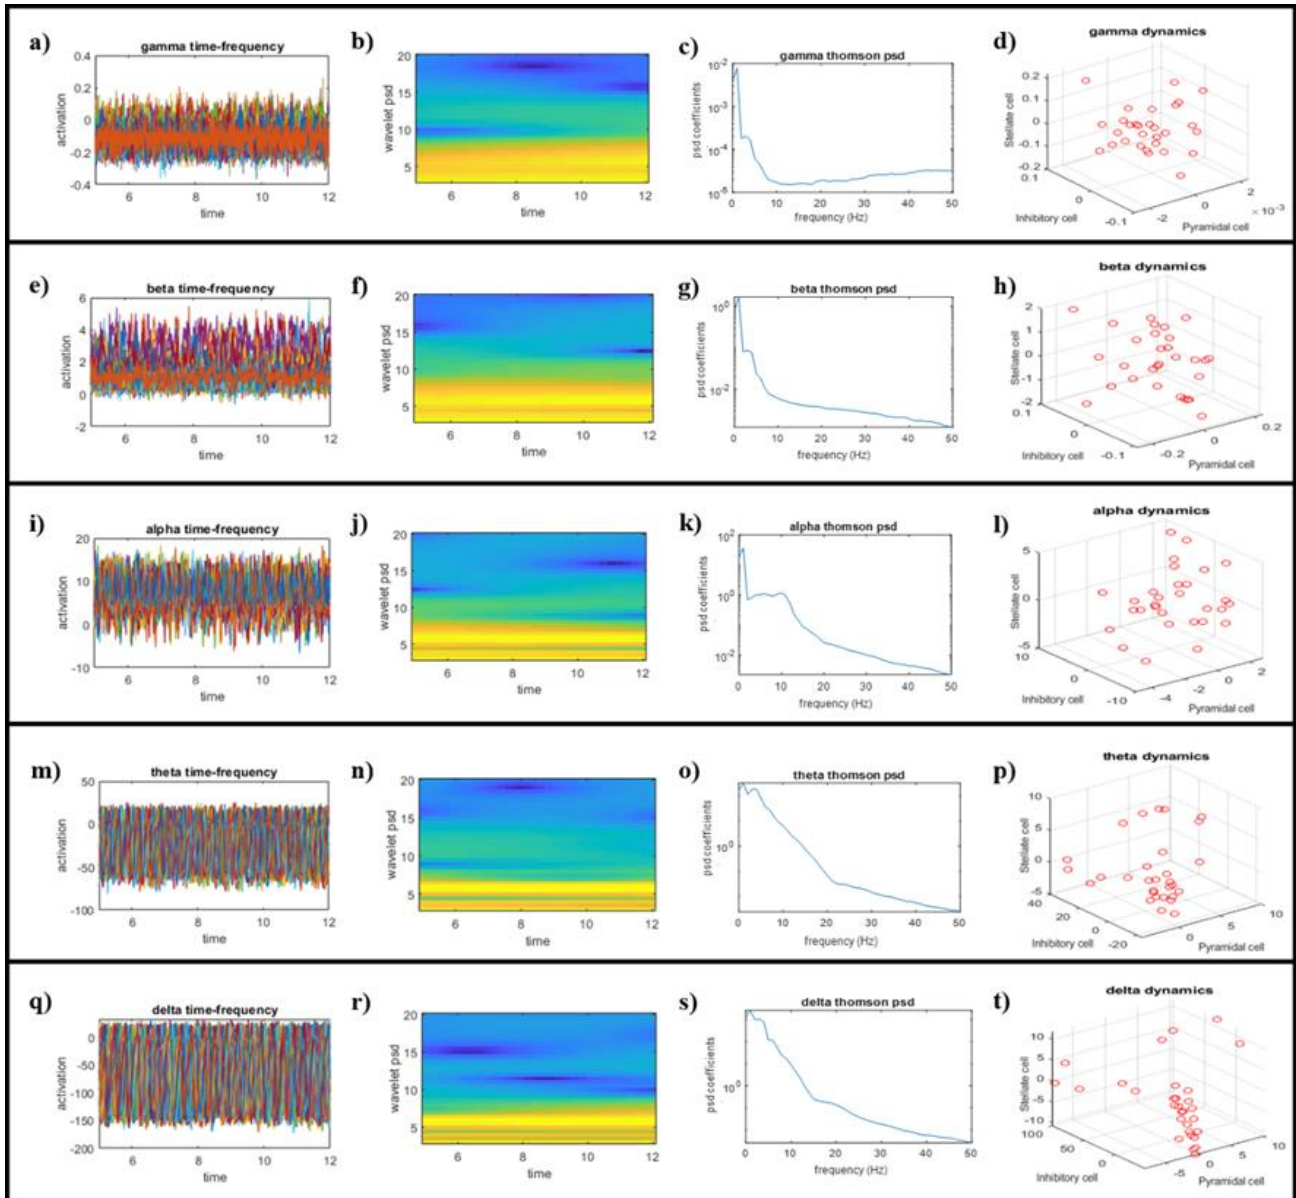 a)
gamma time-frequency
0.4
0.2
0
-0.2
-0.4
activation
6 8 10 12
time
b)
20
15
10
5
wavelet psd
6 8 10 12
time
c)
gamma thomson psd
10-2
10-3
10-4
10-5
psd coefficients
0 10 20 30 40 50
frequency (Hz)
d)
gamma dynamics
0.2
0.1
0
-0.1
-0.2
Stellate cell
0.1
0
-0.1
Inhibitory cell
-2 0 2
× 10-3
Pyramidal cell
e)
beta time-frequency
6
4
2
0
-2
activation
6 8 10 12
time
f)
20
15
10
5
wavelet psd
6 8 10 12
time
g)
beta thomson psd
100
10-2
psd coefficients
0 10 20 30 40 50
frequency (Hz)
h)
beta dynamics
2
1
0
-1
-2
Stellate cell
0.1
0
-0.1
Inhibitory cell
-0.2 0 0.2
Pyramidal cell
i)
alpha time-frequency
20
10
0
-10
activation
6 8 10 12
time
j)
20
15
10
5
wavelet psd
6 8 10 12
time
k)
alpha thomson psd
102
100
10-2
psd coefficients
0 10 20 30 40 50
frequency (Hz)
l)
alpha dynamics
5
0
-5
Stellate cell
10
0
-10
Inhibitory cell
-4 -2 0 2
Pyramidal cell
m)
theta time-frequency
50
0
-50
-100
activation
6 8 10 12
time
n)
20
15
10
5
wavelet psd
6 8 10 12
time
o)
theta thomson psd
100
psd coefficients
0 10 20 30 40 50
frequency (Hz)
p)
theta dynamics
10
5
0
-5
Stellate cell
40
20
0
-20
Inhibitory cell
0 5 10
Pyramidal cell
q)
delta time-frequency
0
-50
-100
-150
-200
activation
6 8 10 12
time
r)
20
15
10
5
wavelet psd
6 8 10 12
time
s)
delta thomson psd
100
psd coefficients
0 10 20 30 40 50
frequency (Hz)
t)
delta dynamics
10
5
0
-5
-10
Stellate cell
100
50
0
Inhibitory cell
-5 0 5 10
Pyramidal cell